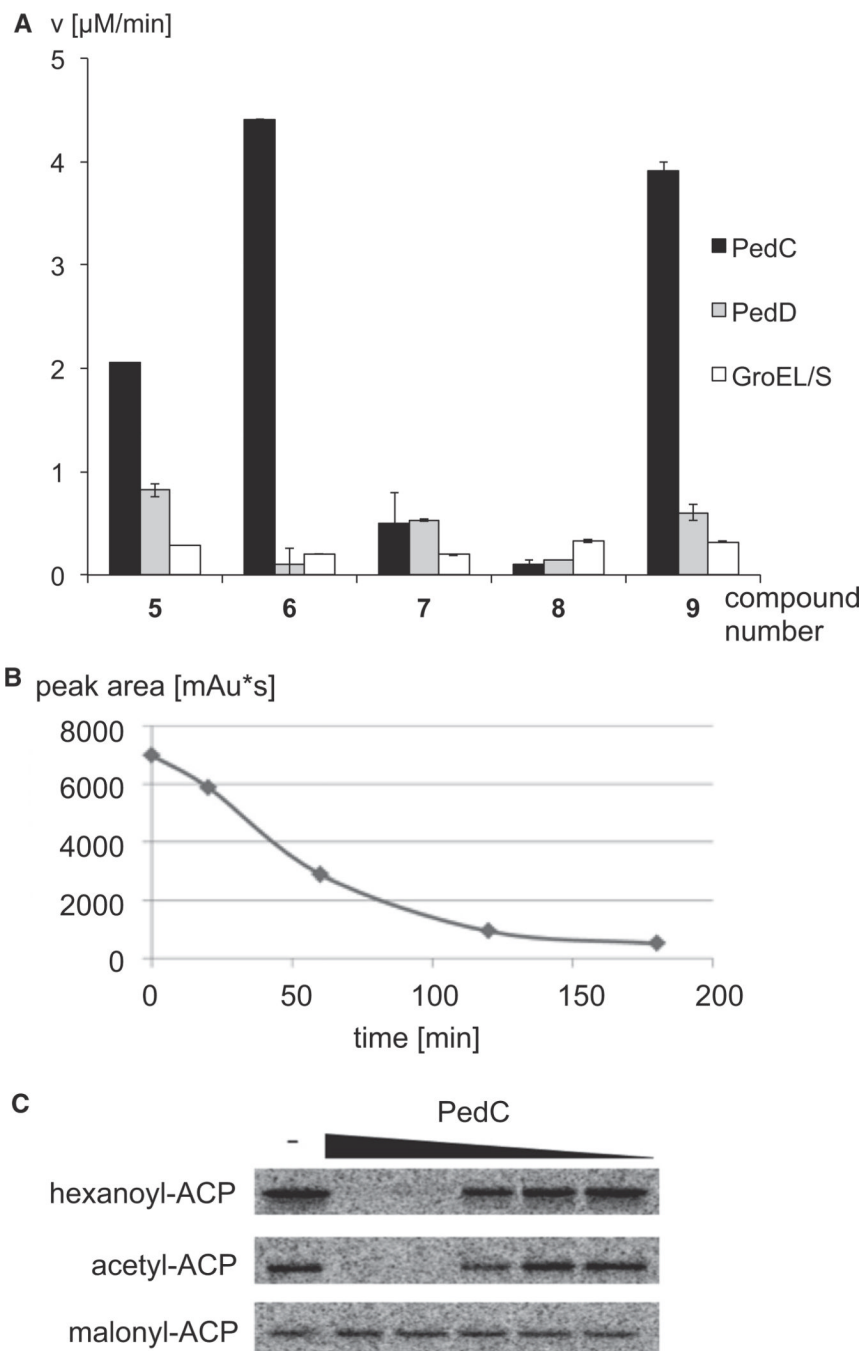 A v [µM/min]
5
4
3
2
1
0
PedC
PedD
GroEL/S
5 6 7 8 9 compound
number
B peak area [mAu*s]
8000
6000
4000
2000
0
0 50 100 150 200
time [min]
C PedC
-
hexanoyl-ACP
acetyl-ACP
malonyl-ACP